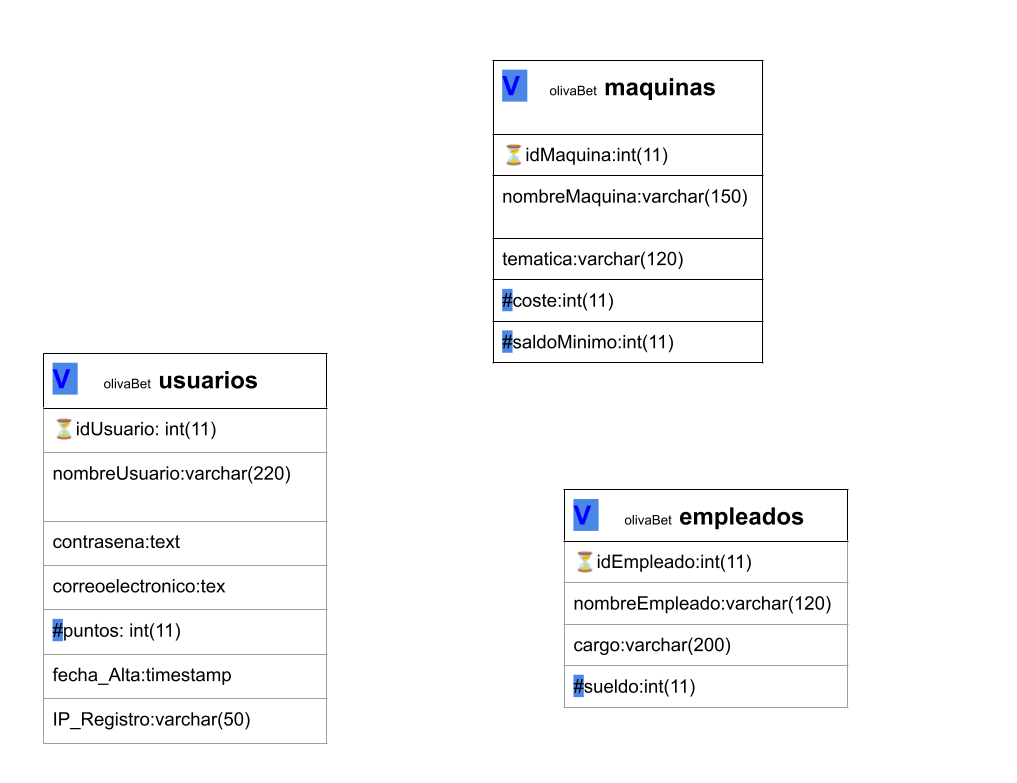 V olivaBet maquinas
⏳idMaquina:int(11)
nombreMaquina:varchar(150)
tematica:varchar(120)
#coste:int(11)
#saldoMinimo:int(11)
V olivaBet usuarios
⏳idUsuario: int(11)
nombreUsuario:varchar(220)
contrasena:text
correoelectronico:tex
#puntos: int(11)
fecha_Alta:timestamp
IP_Registro:varchar(50)
V olivaBet empleados
⏳idEmpleado:int(11)
nombreEmpleado:varchar(120)
cargo:varchar(200)
#sueldo:int(11)